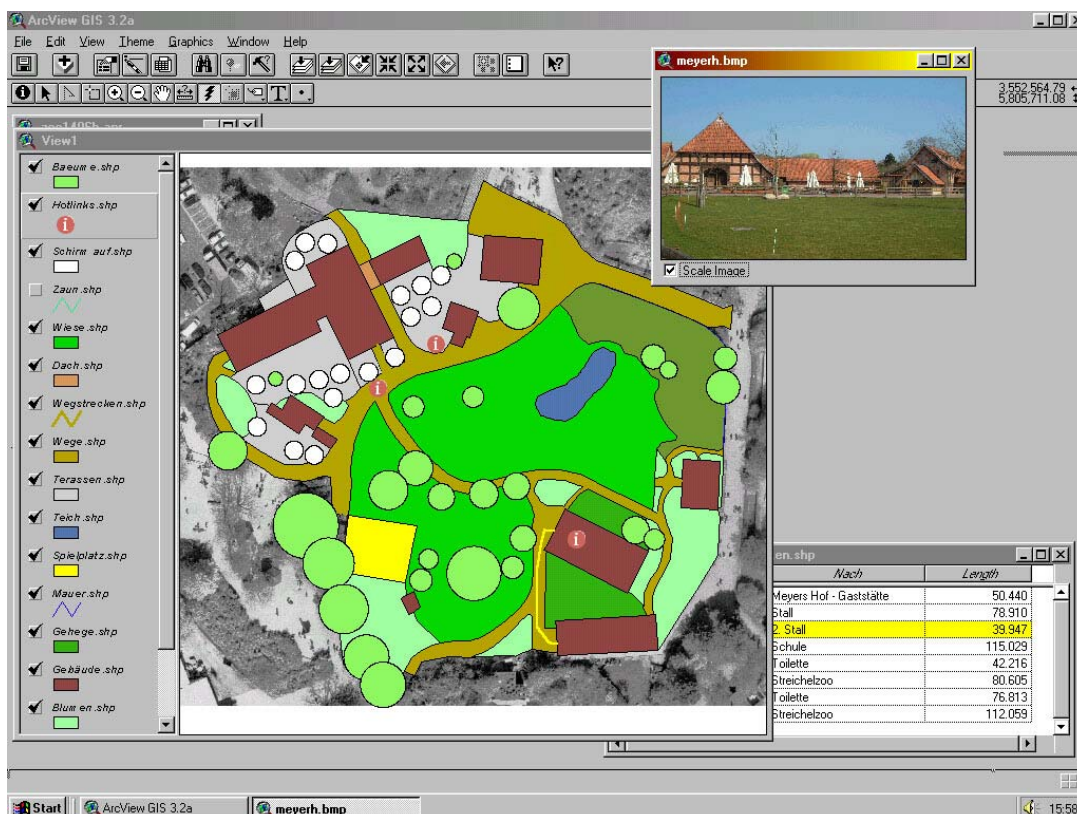 ArcView GIS 3.2a
File Edit View Theme Graphics Window Help
meyerh.bmp
Scale Image
3.552,564.79
5,805,711.08
View1
Baeume.shp
Hotlinks.shp
Schirm auf.shp
Zaun.shp
Wiese.shp
Dach.shp
Wegstrecken.shp
Wege.shp
Terassen.shp
Teich.shp
Spielplatz.shp
Mauer.shp
Gehege.shp
Gebäude.shp
Blumen.shp
en.shp
Nach Length
Meyers Hof - Gaststätte 50.440
Stall 78.910
2. Stall 39.947
Schule 115.029
Toilette 42.216
Streichelzoo 80.605
Toilette 76.813
Streichelzoo 112.059
Start ArcView GIS 3.2a meyerh.bmp 15:58